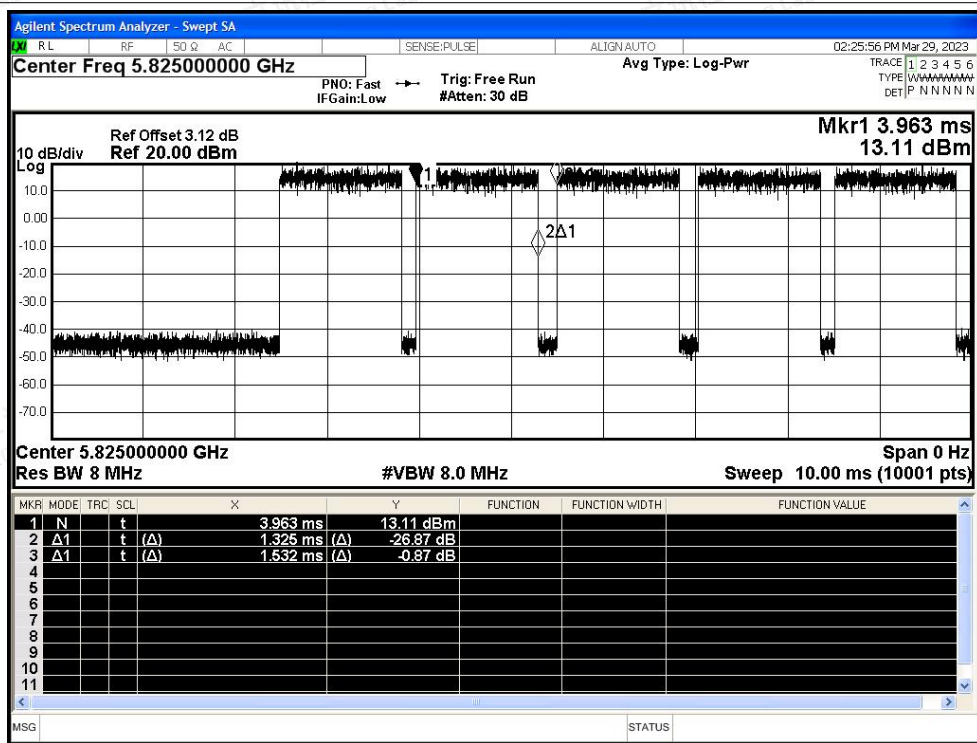 Agilent Spectrum Analyzer - Swept SA
LXI RL RF 50 Ω AC SENSE:PULSE ALIGN AUTO 02:25:56 PM Mar 29, 2023
Center Freq 5.825000000 GHz
PNO: Fast
IFGain:Low
Trig: Free Run
#Atten: 30 dB
Avg Type: Log-Pwr
TRACE 1 2 3 4 5 6
TYPE WWWWWW
DET P N N N N N
Ref Offset 3.12 dB
10 dB/div Ref 20.00 dBm
Mkr1 3.963 ms
13.11 dBm
Log
10.0
0.00
-10.0
-20.0
-30.0
-40.0
-50.0
-60.0
-70.0
1
2Δ1
Center 5.825000000 GHz Span 0 Hz
Res BW 8 MHz #VBW 8.0 MHz Sweep 10.00 ms (10001 pts)
MKR MODE TRC SCL X Y FUNCTION FUNCTION WIDTH FUNCTION VALUE
1 N t 3.963 ms 13.11 dBm
2 Δ1 t (Δ) 1.325 ms (Δ) -26.87 dB
3 Δ1 t (Δ) 1.532 ms (Δ) -0.87 dB
4
5
6
7
8
9
10
11
MSG STATUS